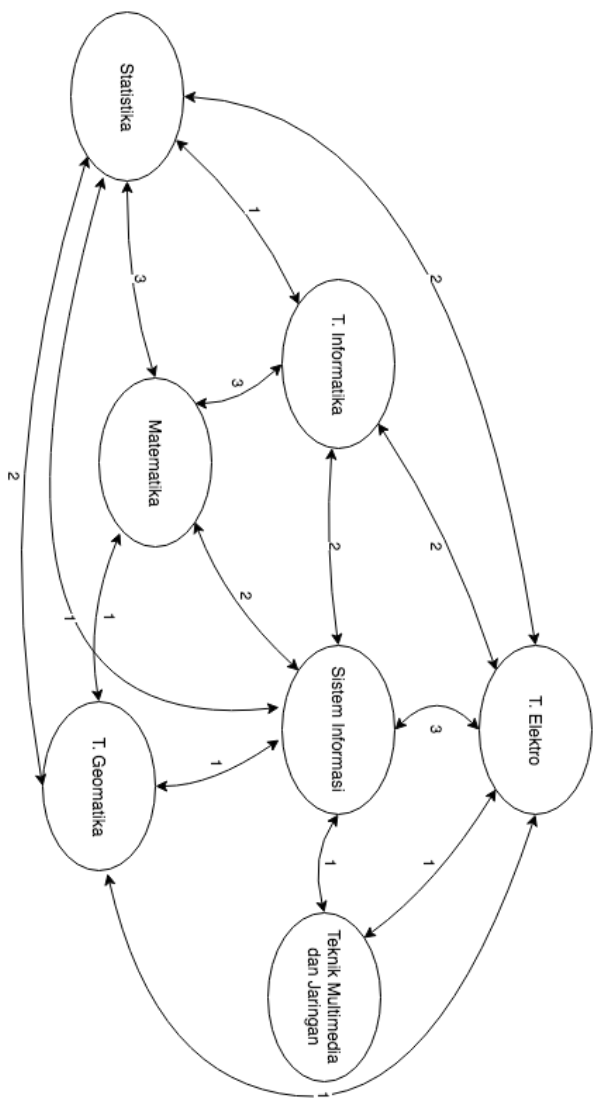 T. Elektro
2
2
3
1
1
T. Informatika
2
Sistem Informasi
1
Teknik Multimedia
dan Jaringan
1
3
2
1
Statistika
3
Matematika
1
T. Geomatika
1
2